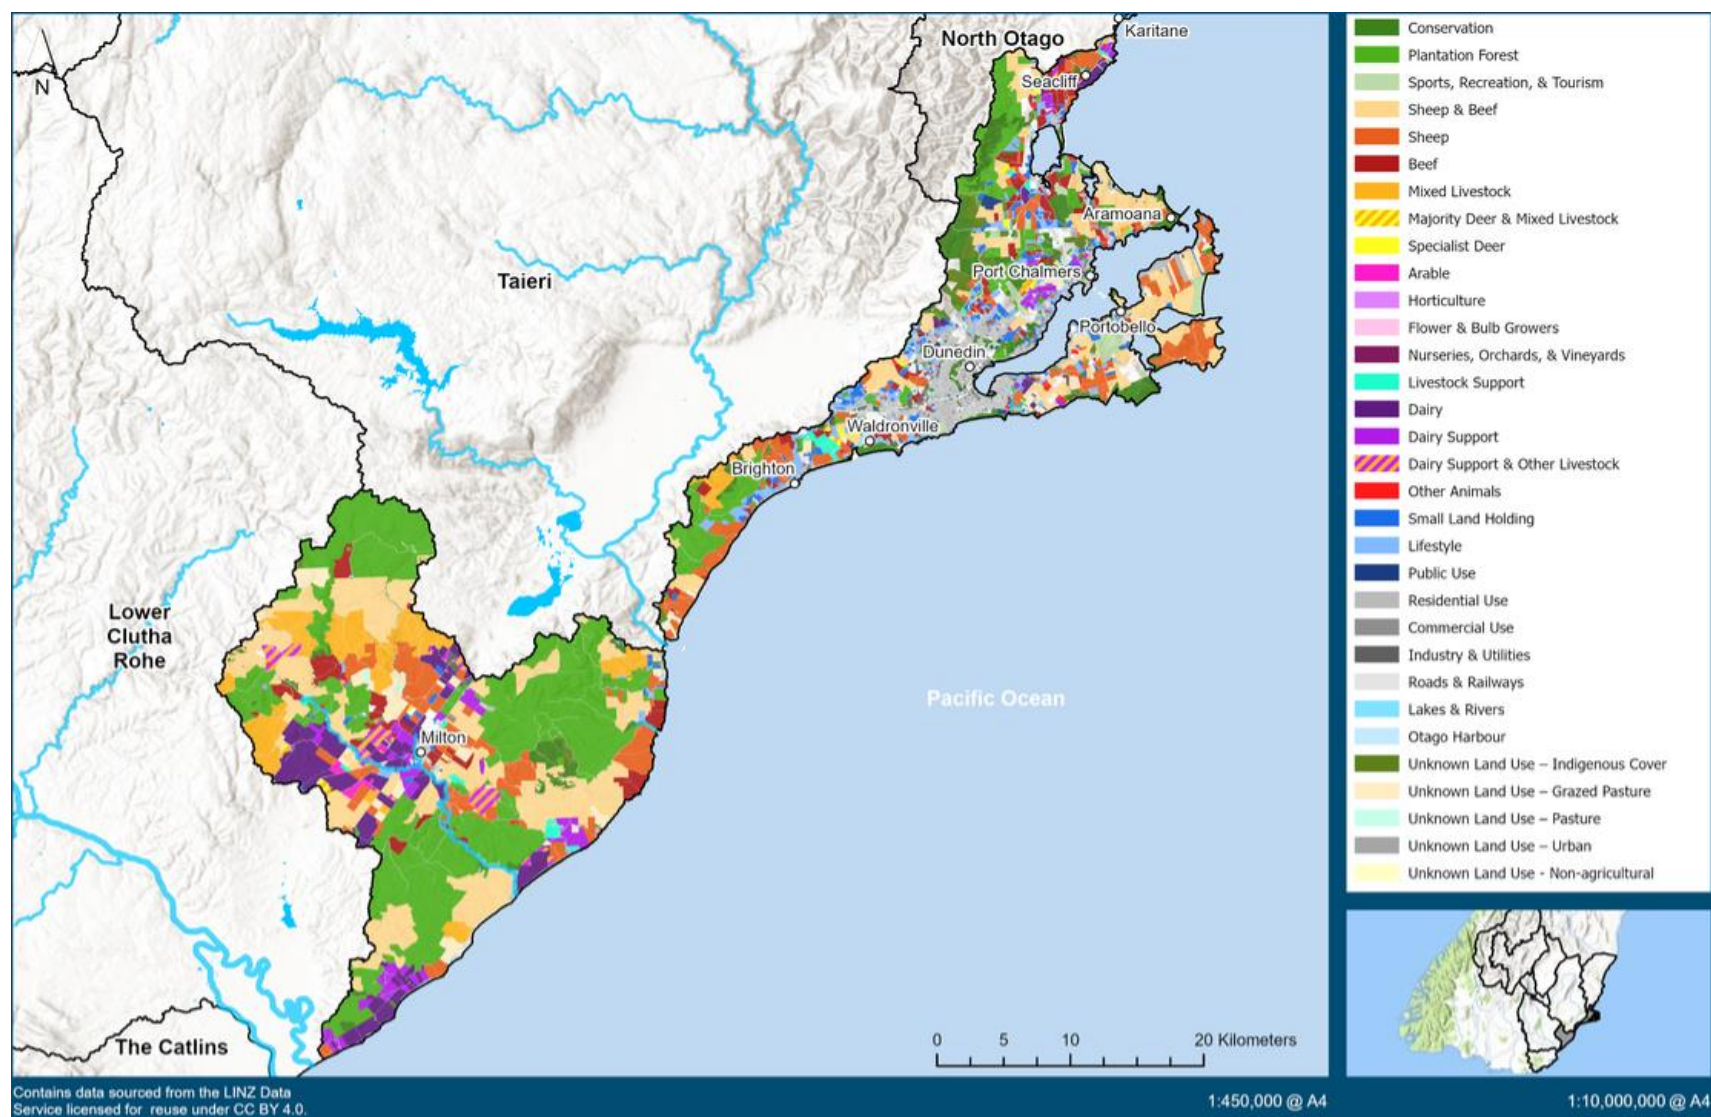 North Otago
Karitane
Seacliff
Aramoana
Taieri
Port Chalmers
Portobello
Dunedin
Waldronville
Brighton
Lower
Clutha
Rohe
Pacific Ocean
Milton
The Catlins
N
0 5 10 20 Kilometers
Conservation
Plantation Forest
Sports, Recreation, & Tourism
Sheep & Beef
Sheep
Beef
Mixed Livestock
Majority Deer & Mixed Livestock
Specialist Deer
Arable
Horticulture
Flower & Bulb Growers
Nurseries, Orchards, & Vineyards
Livestock Support
Dairy
Dairy Support
Dairy Support & Other Livestock
Other Animals
Small Land Holding
Lifestyle
Public Use
Residential Use
Commercial Use
Industry & Utilities
Roads & Railways
Lakes & Rivers
Otago Harbour
Unknown Land Use – Indigenous Cover
Unknown Land Use – Grazed Pasture
Unknown Land Use – Pasture
Unknown Land Use – Urban
Unknown Land Use - Non-agricultural
Contains data sourced from the LINZ Data
Service licensed for reuse under CC BY 4.0.
1:450,000 @ A4
1:10,000,000 @ A4